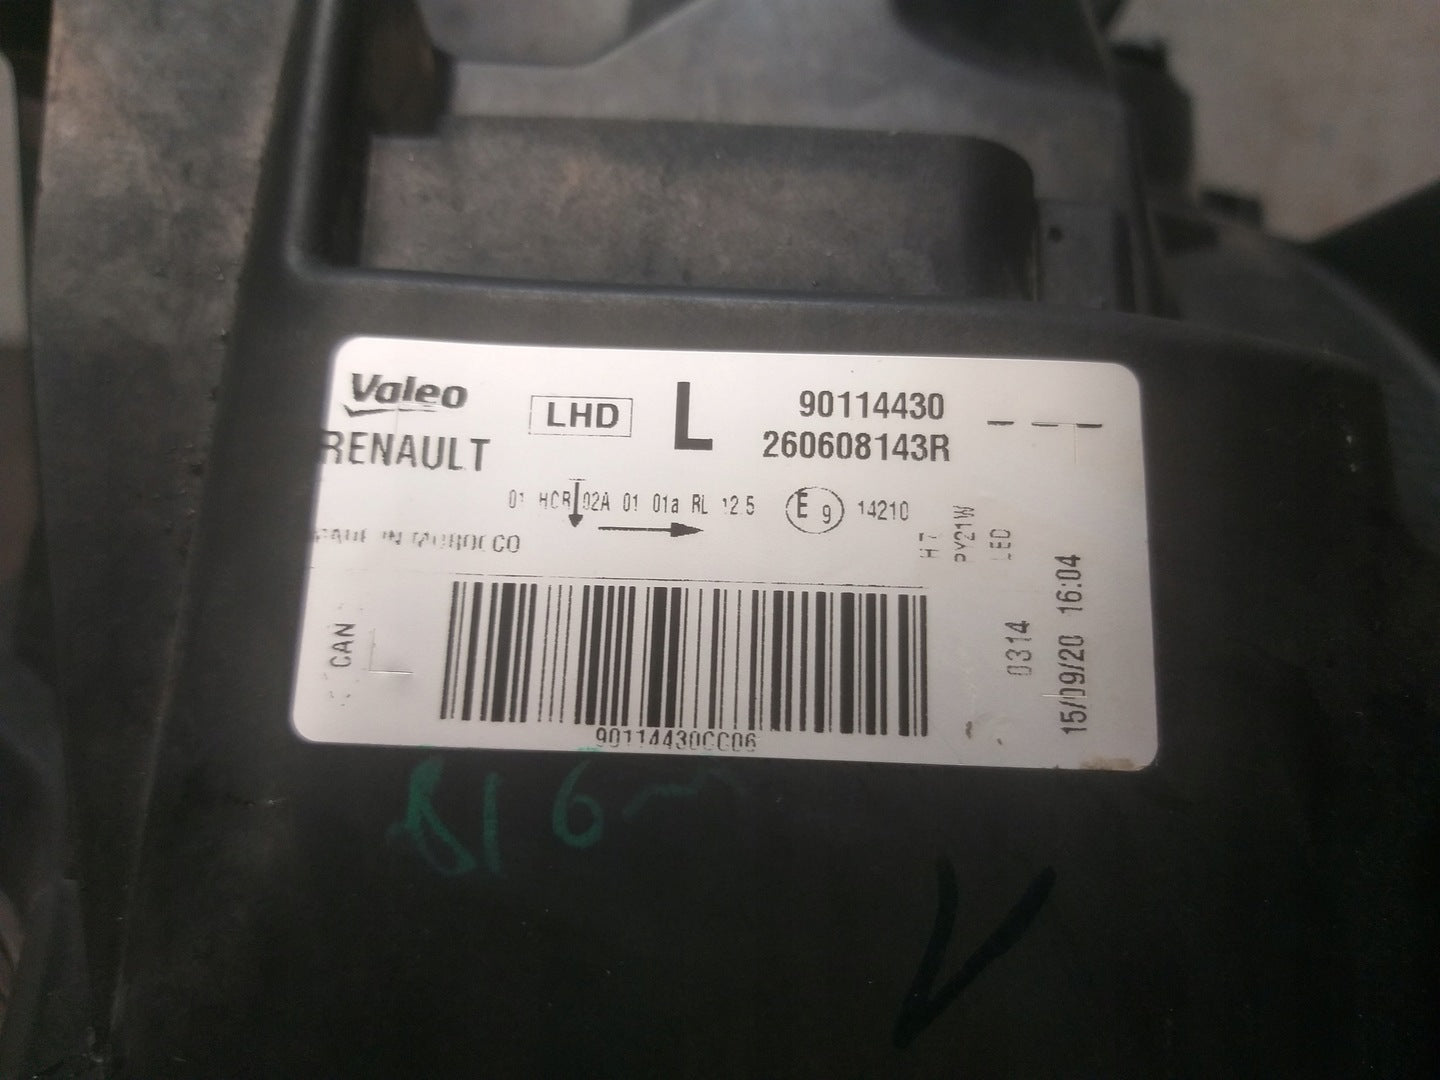 Valeo
RENAULT
LHD
L
90114430
260608143R
01 HCR 02A 01 01a RL 12.5
E 9
14210
MADE IN MOROCCO
H7
PY21W
LED
CAN
0314
15/09/20 16:04
90114430CC06